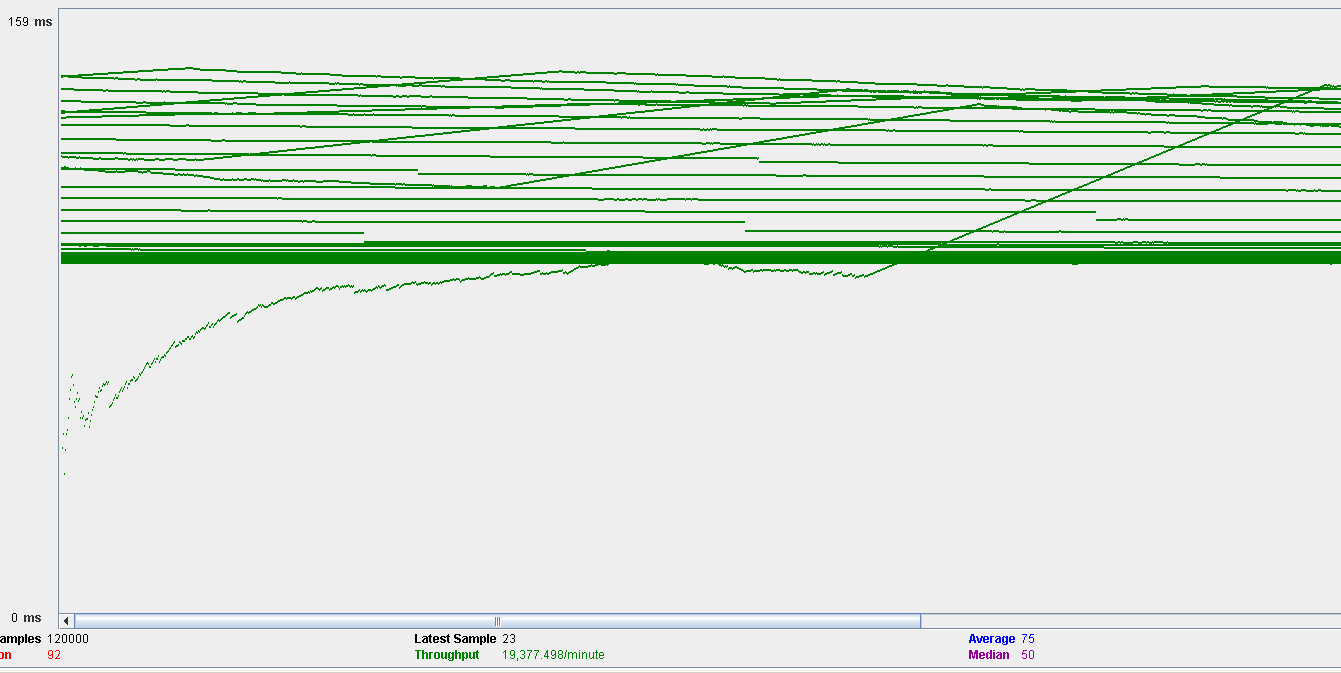 159 ms
0 ms
amples 120000 Latest Sample 23 Average 75
on 92 Throughput 19,377.498/minute Median 50